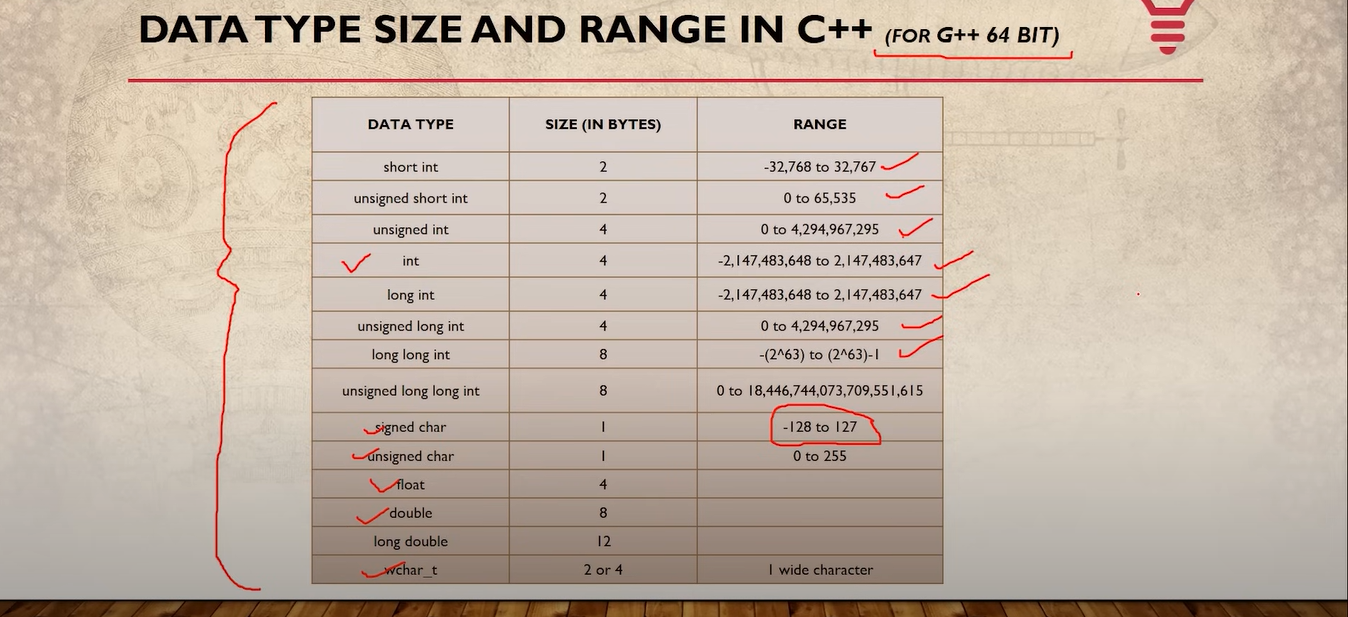 DATA TYPE SIZE AND RANGE IN C++ (FOR G++ 64 BIT)
DATA TYPE SIZE (IN BYTES) RANGE
short int 2 -32,768 to 32,767
unsigned short int 2 0 to 65,535
unsigned int 4 0 to 4,294,967,295
int 4 -2,147,483,648 to 2,147,483,647
long int 4 -2,147,483,648 to 2,147,483,647
unsigned long int 4 0 to 4,294,967,295
long long int 8 -(2^63) to (2^63)-1
unsigned long long int 8 0 to 18,446,744,073,709,551,615
signed char 1 -128 to 127
unsigned char 1 0 to 255
float 4
double 8
long double 12
wchar_t 2 or 4 1 wide character